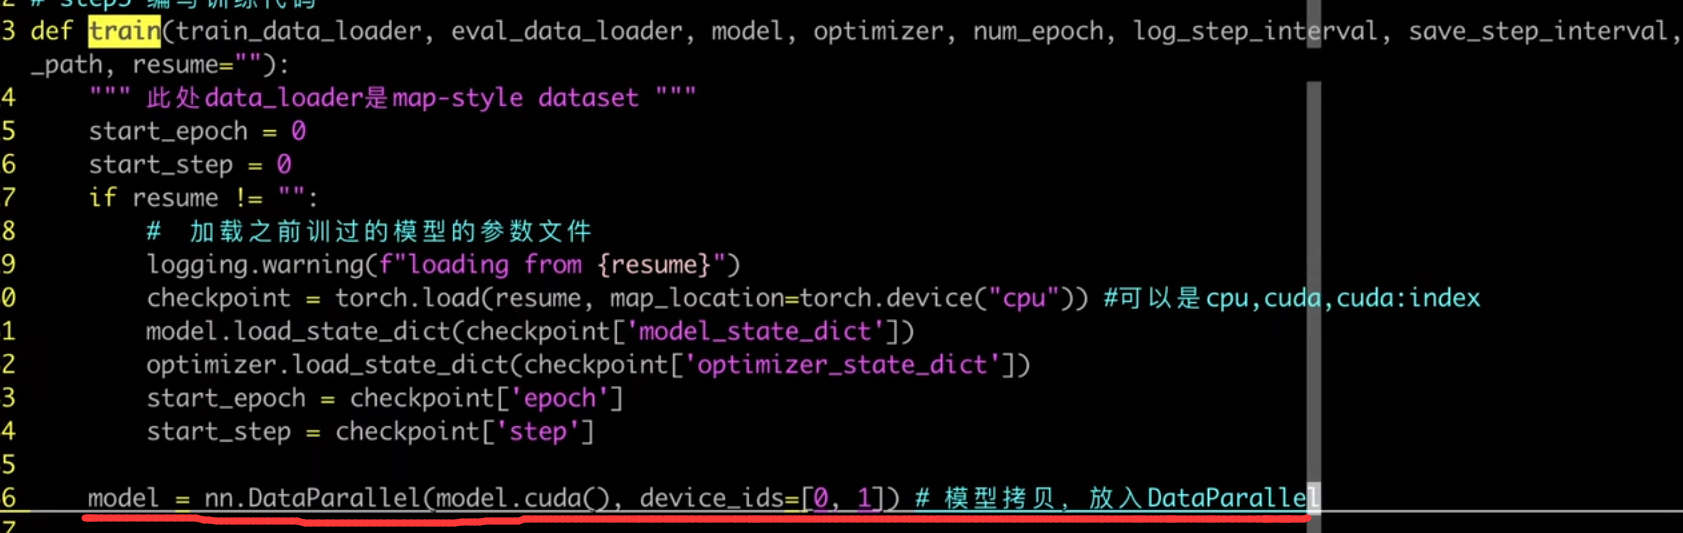 # step3 编写训练代码
3 def train(train_data_loader, eval_data_loader, model, optimizer, num_epoch, log_step_interval, save_step_interval,
_path, resume=""):
4 """ 此处data_loader是map-style dataset """
5 start_epoch = 0
6 start_step = 0
7 if resume != "":
8 # 加载之前训过的模型的参数文件
9 logging.warning(f"loading from {resume}")
0 checkpoint = torch.load(resume, map_location=torch.device("cpu")) #可以是cpu,cuda,cuda:index
1 model.load_state_dict(checkpoint['model_state_dict'])
2 optimizer.load_state_dict(checkpoint['optimizer_state_dict'])
3 start_epoch = checkpoint['epoch']
4 start_step = checkpoint['step']
5
6 model = nn.DataParallel(model.cuda(), device_ids=[0, 1]) # 模型拷贝, 放入DataParallel
7